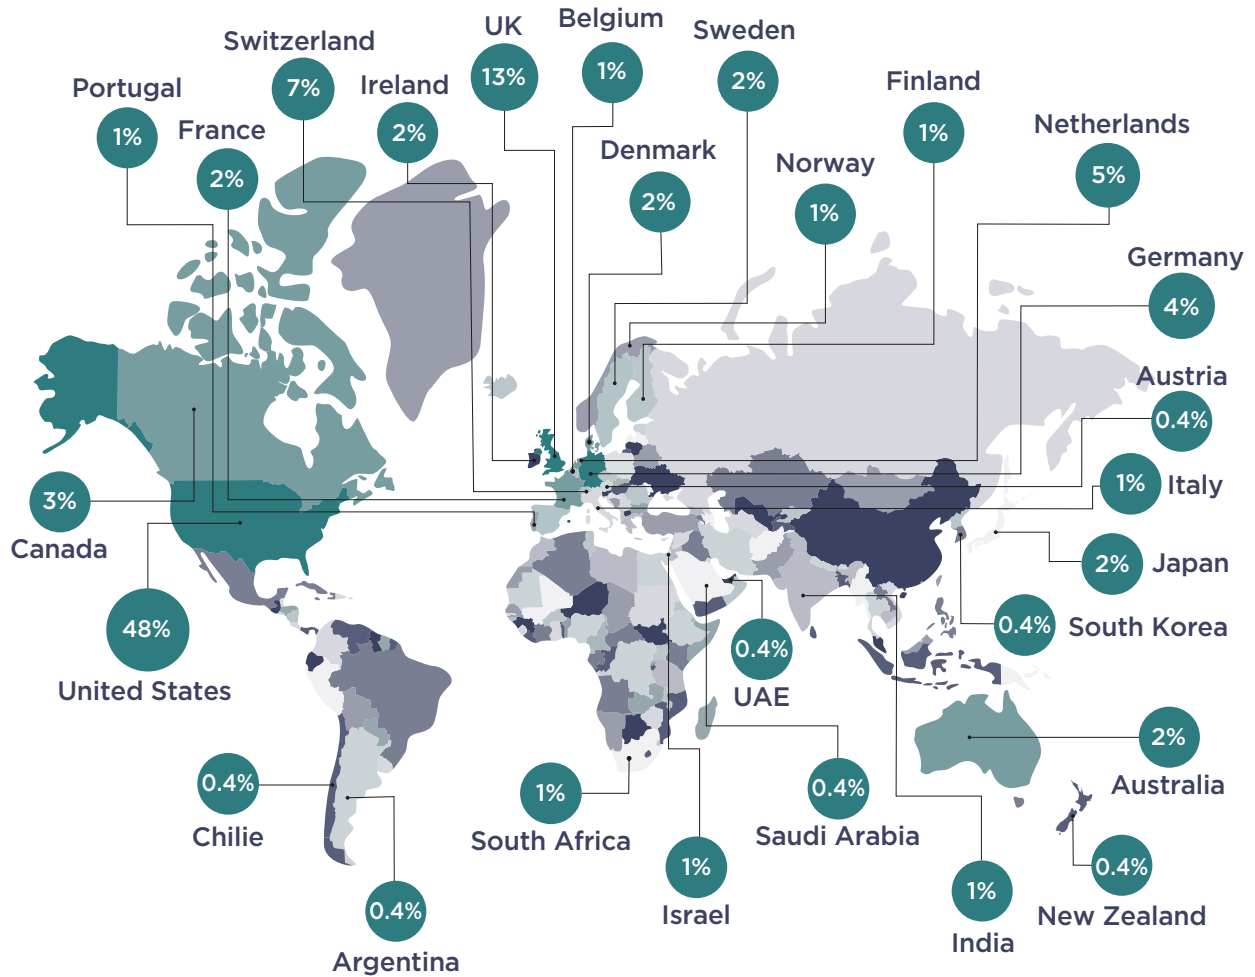 UK
13%
Belgium
1%
Sweden
2%
Switzerland
7%
Ireland
2%
Finland
1%
Portugal
1%
France
2%
Netherlands
5%
Denmark
2%
Norway
1%
Germany
4%
Austria
0.4%
1% Italy
3%
Canada
2% Japan
48%
United States
0.4% South Korea
0.4%
UAE
2%
Australia
0.4%
Chilie
1%
South Africa
0.4%
Saudi Arabia
1%
Israel
1%
India
0.4%
New Zealand
0.4%
Argentina